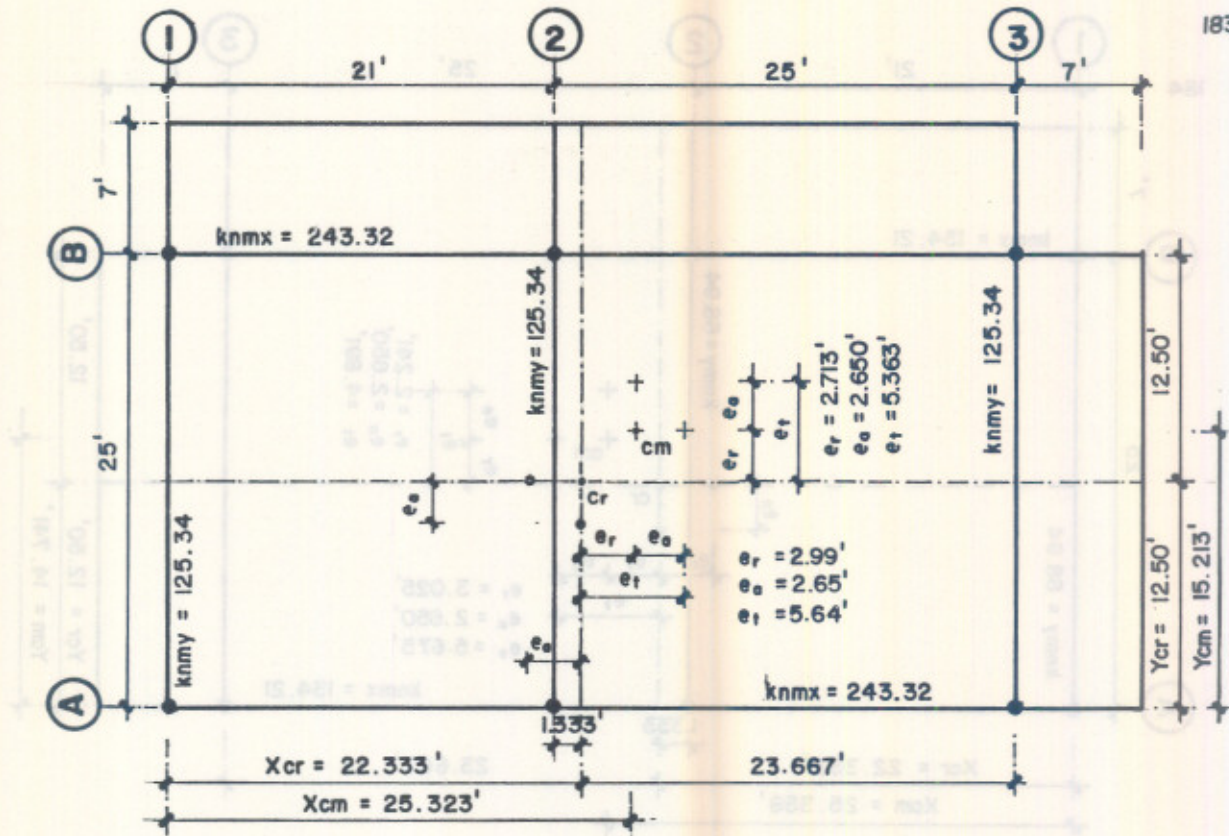 183
1
2
3
21'
25'
7'
7'
B
knmx = 243.32
knmy = 125.34
knmy = 125.34
12.50'
25'
cm
ea
et
er
er = 2.713'
ea = 2.650'
et = 5.363'
ea
Cr
er
ea
et
er = 2.99'
ea = 2.65'
et = 5.64'
knmy = 125.34
ea
Ycr = 12.50'
Ycm = 15.213'
A
knmx = 243.32
1.333'
Xcr = 22.333'
23.667'
Xcm = 25.323'